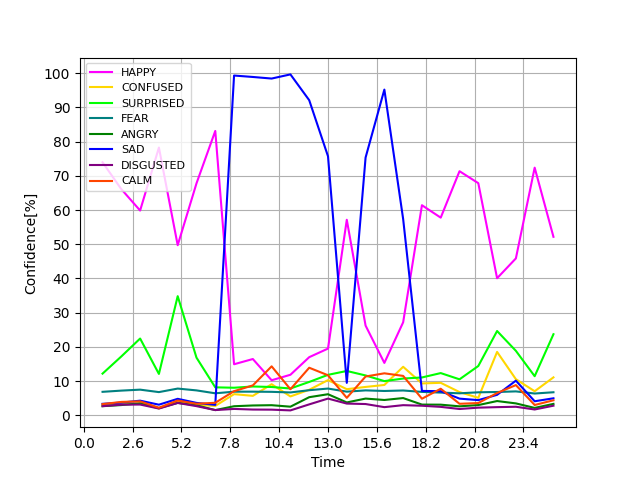 HAPPY
CONFUSED
SURPRISED
FEAR
ANGRY
SAD
DISGUSTED
CALM
100
90
80
70
60
50
40
30
20
10
0
Confidence[%]
0.0 2.6 5.2 7.8 10.4 13.0 15.6 18.2 20.8 23.4
Time